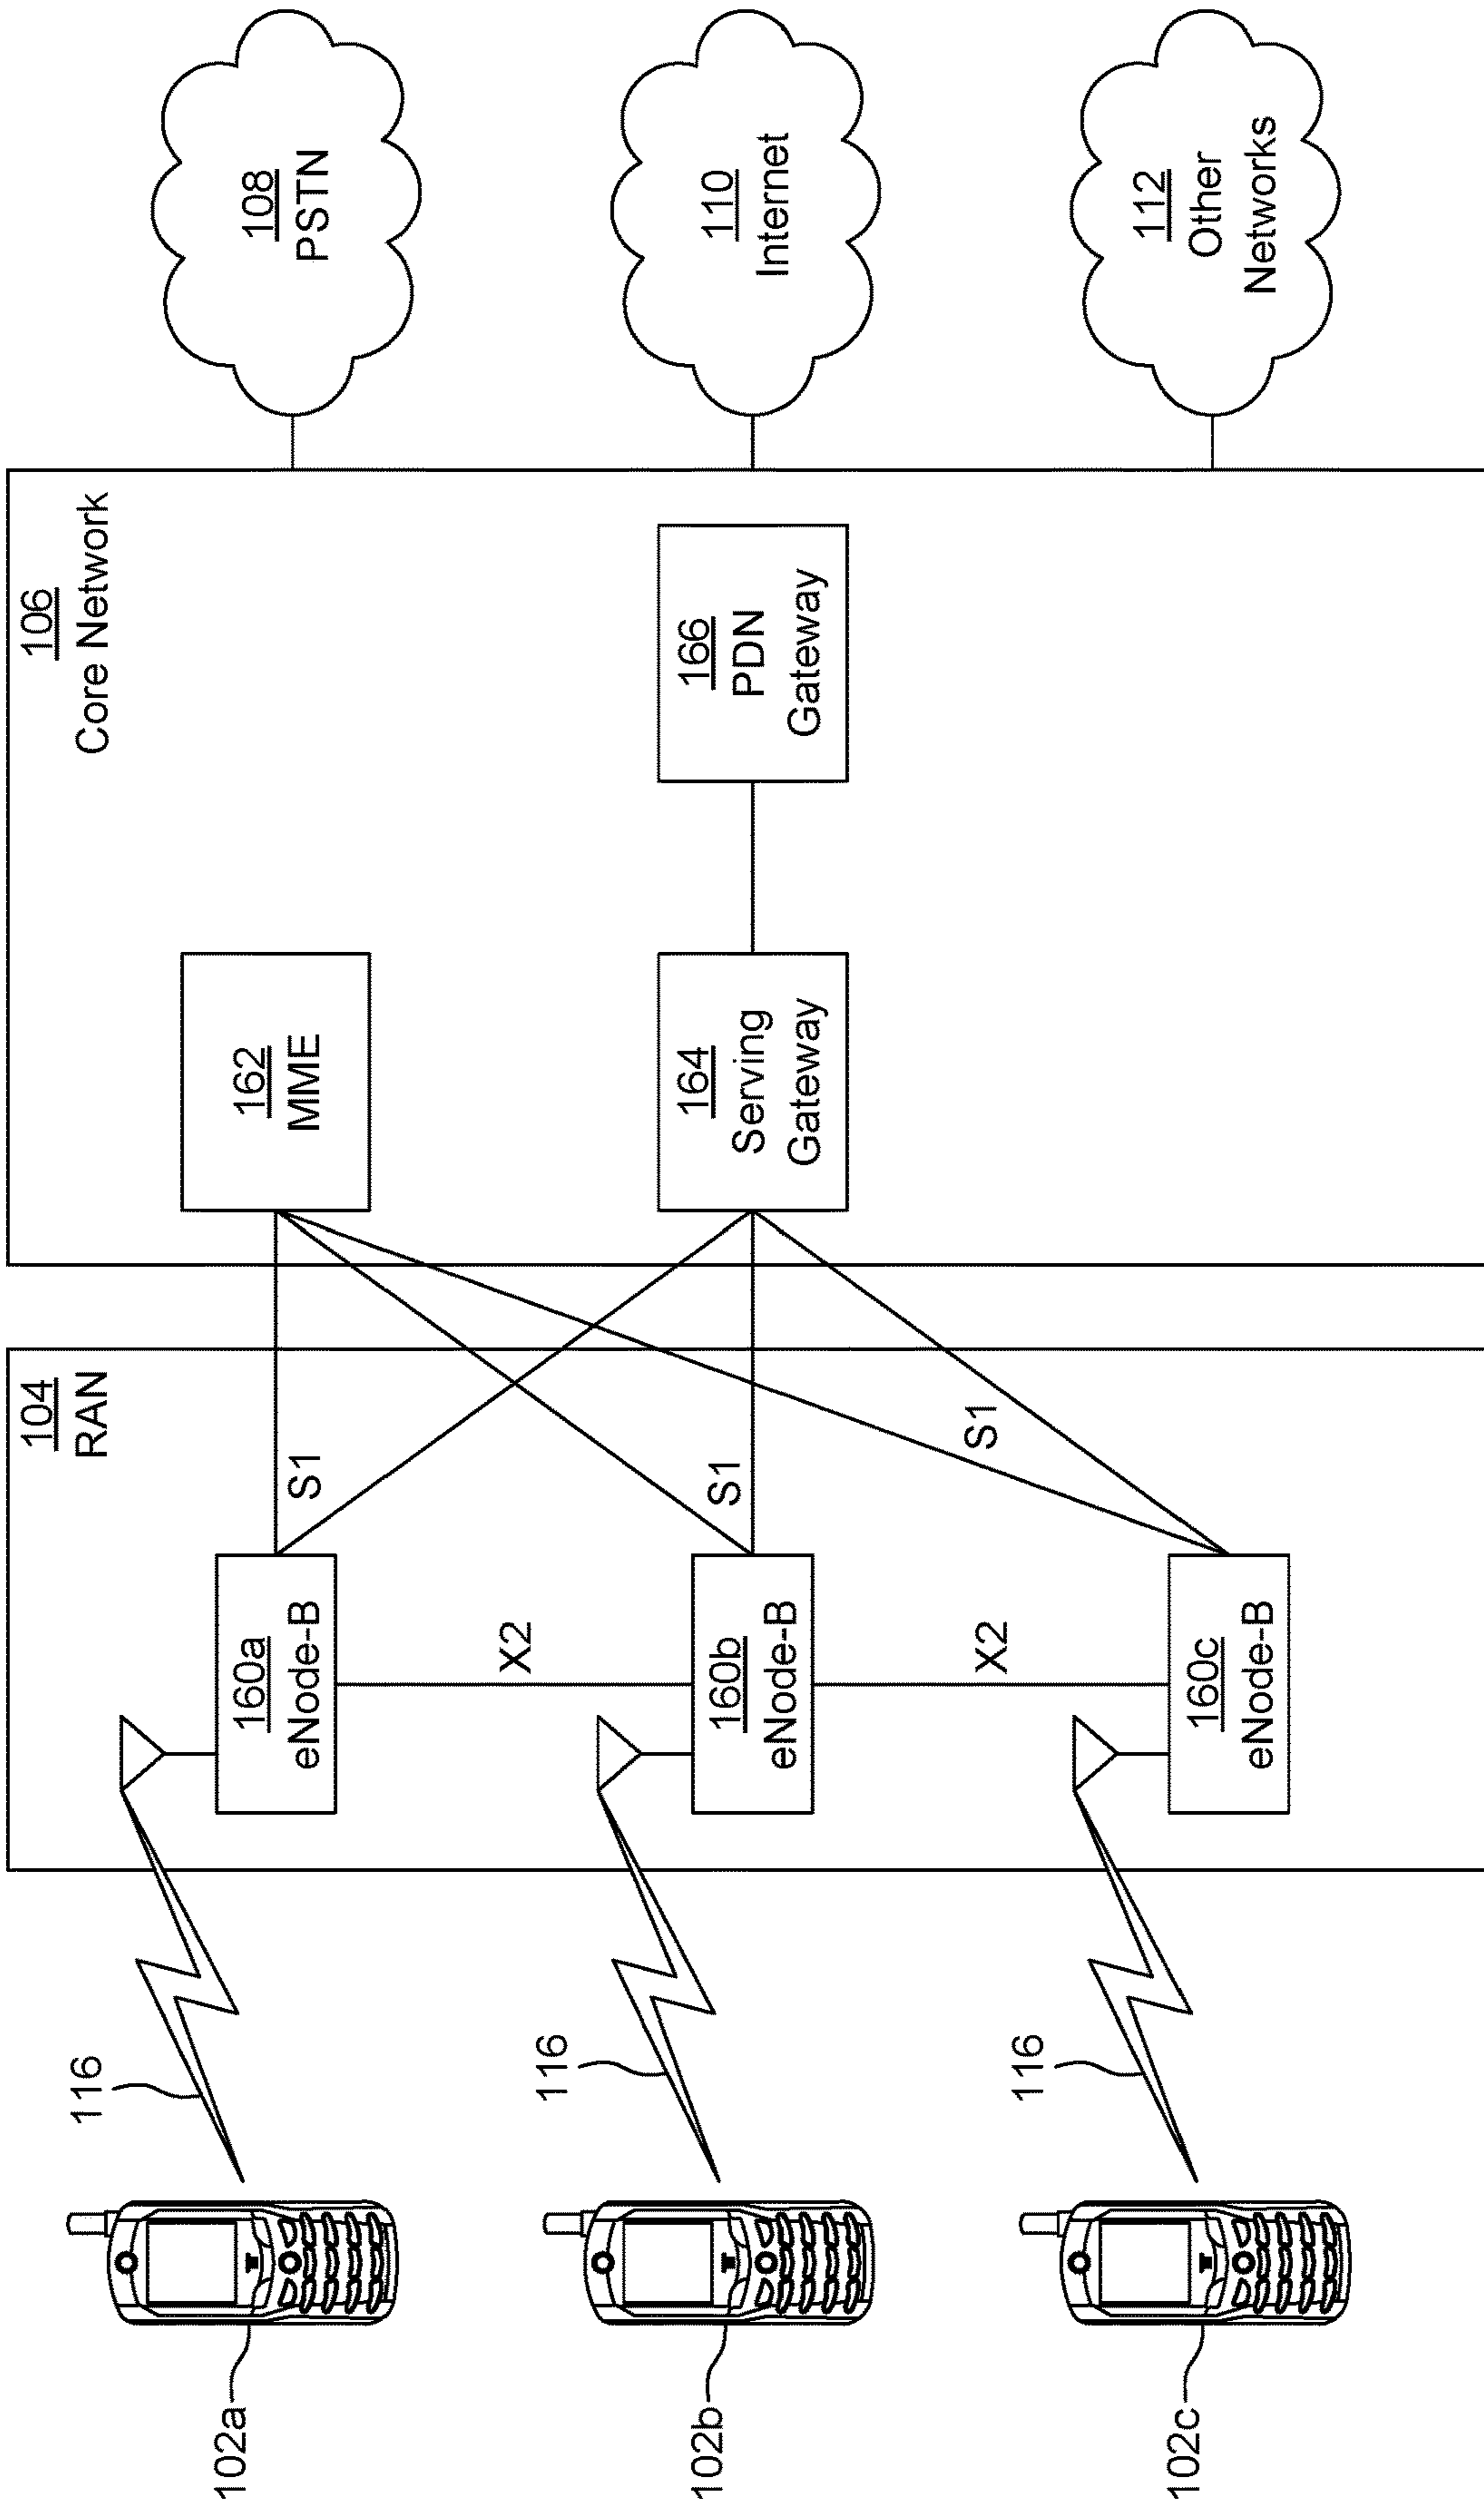 102a
116
104
RAN
160a
eNode-B
S1
X2
106
Core Network
162
MME
108
PSTN
102b
116
160b
eNode-B
S1
X2
164
Serving
Gateway
166
PDN
Gateway
110
Internet
102c
116
160c
eNode-B
S1
112
Other
Networks